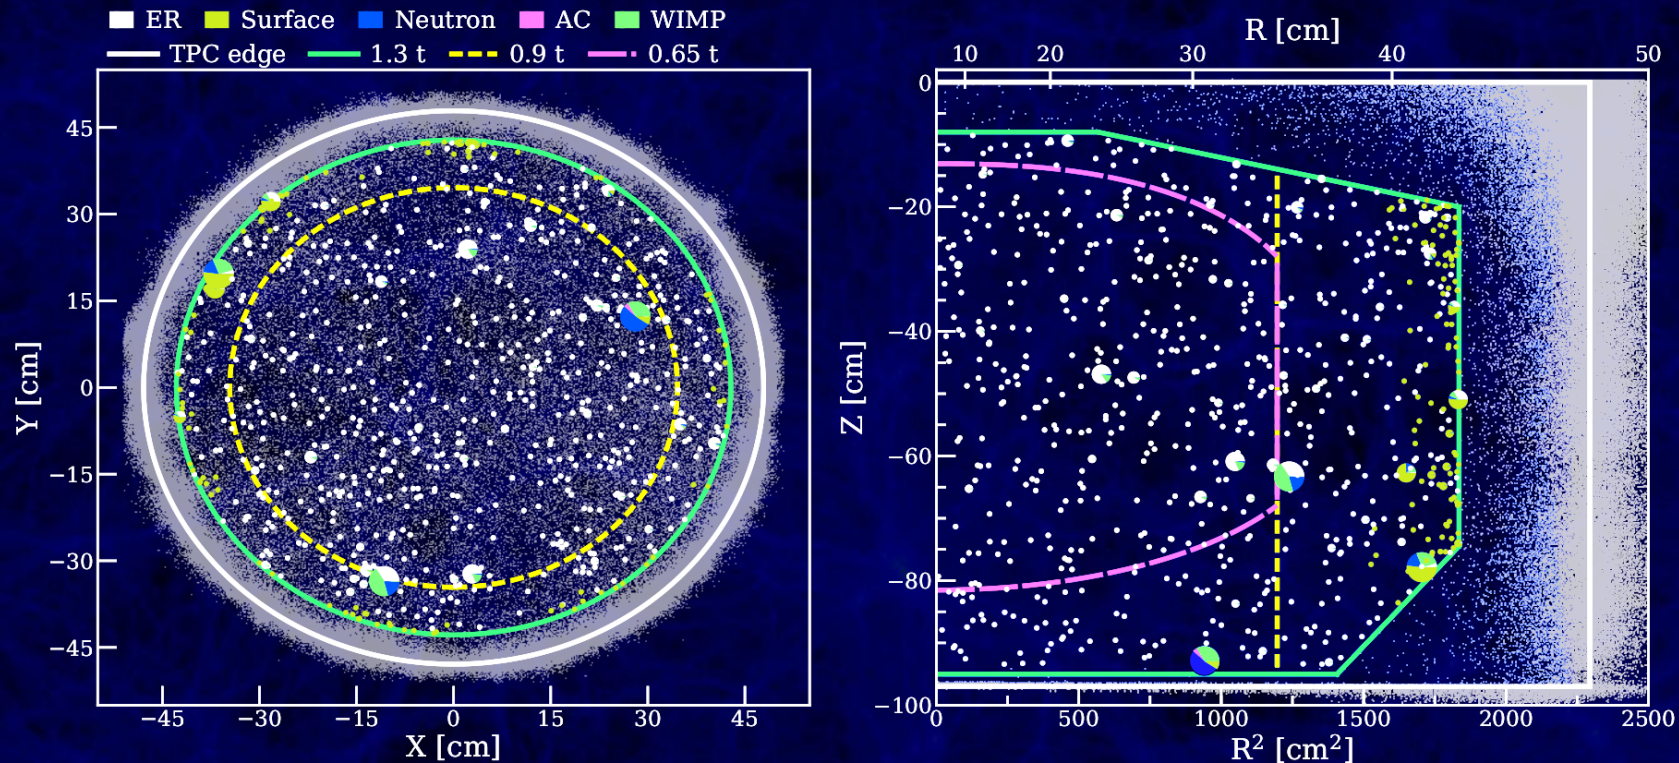 ER Surface Neutron AC WIMP
TPC edge 1.3 t 0.9 t 0.65 t
45
30
15
0
−15
−30
−45
Y [cm]
−45 −30 −15 0 15 30 45
X [cm]
R [cm]
10 20 30 40 50
0
−20
−40
−60
−80
−100
Z [cm]
0 500 1000 1500 2000 2500
R² [cm²]